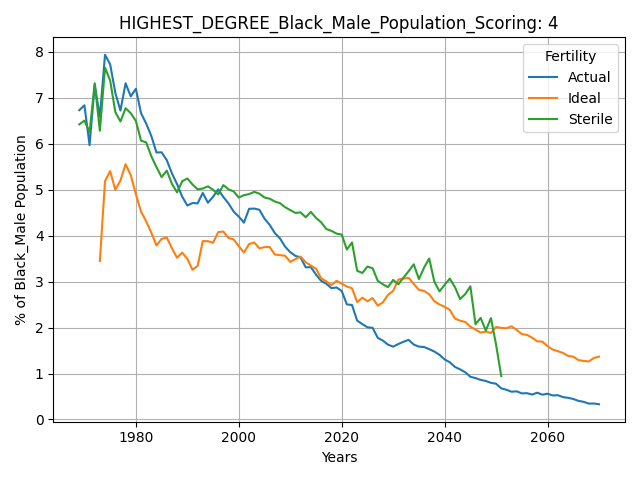 HIGHEST_DEGREE_Black_Male_Population_Scoring: 4
Fertility
Actual
Ideal
Sterile
% of Black_Male Population
8
7
6
5
4
3
2
1
0
1980 2000 2020 2040 2060
Years